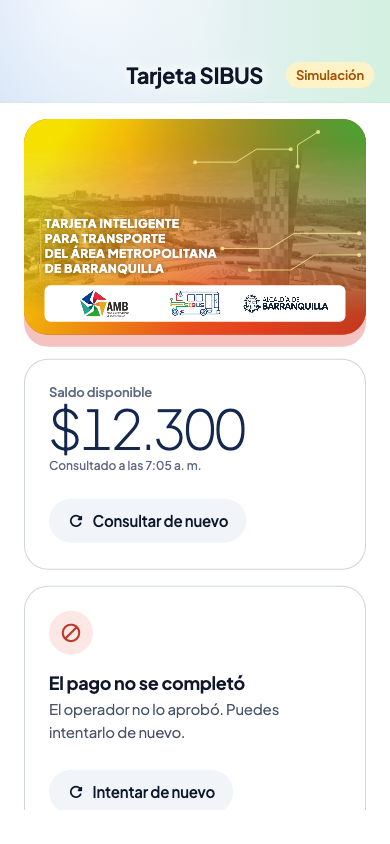 Tarjeta SIBUS
Simulación
TARJETA INTELIGENTE
PARA TRANSPORTE
DEL ÁREA METROPOLITANA
DE BARRANQUILLA
AMB
SIBUS
ALCALDÍA DE
BARRANQUILLA
Saldo disponible
$12.300
Consultado a las 7:05 a. m.
Consultar de nuevo
El pago no se completó
El operador no lo aprobó. Puedes
intentarlo de nuevo.
Intentar de nuevo